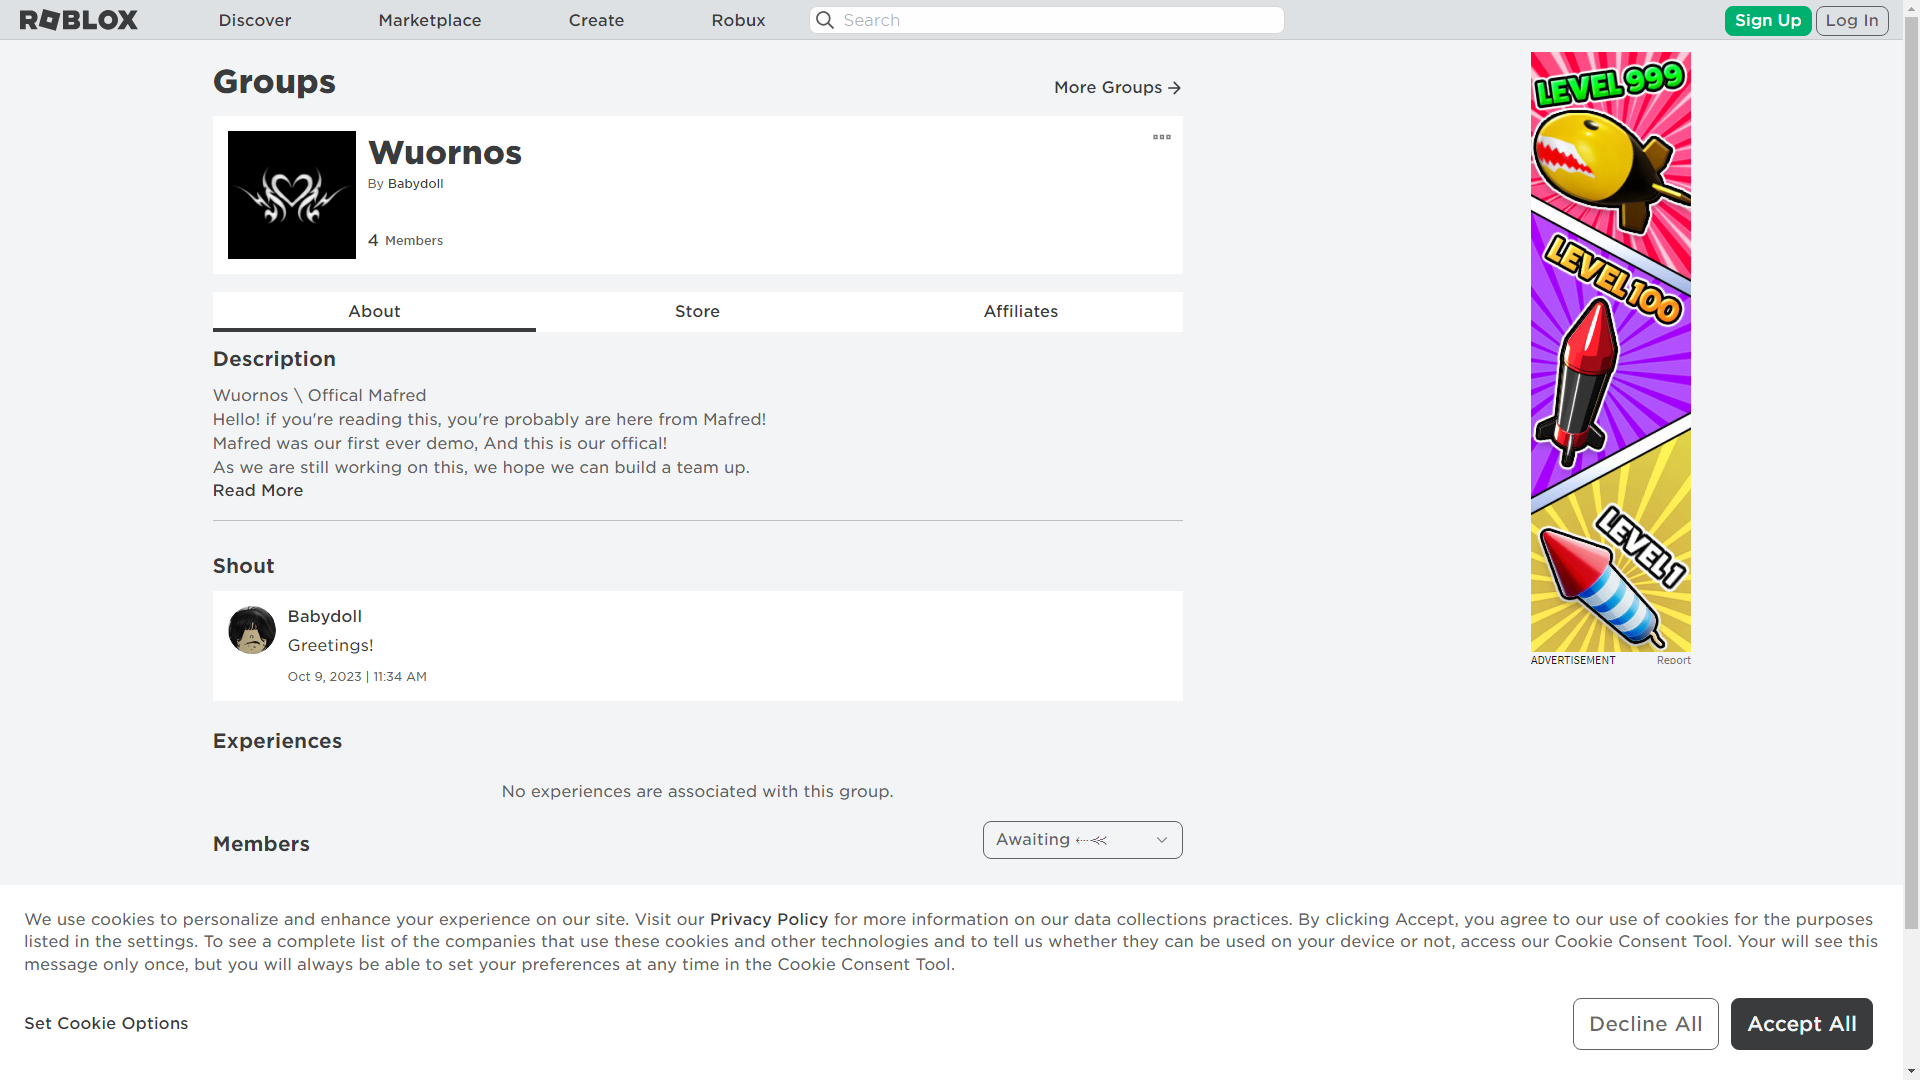 ROBLOX
Discover
Marketplace
Create
Robux
Search
Sign Up
Log In
Groups
More Groups
Wuornos
By Babydoll
4 Members
About
Store
Affiliates
Description
Wuornos \ Offical Mafred
Hello! if you're reading this, you're probably are here from Mafred!
Mafred was our first ever demo, And this is our offical!
As we are still working on this, we hope we can build a team up.
Read More
Shout
Babydoll
Greetings!
Oct 9, 2023 | 11:34 AM
Experiences
No experiences are associated with this group.
Members
Awaiting ⬸
LEVEL 999
LEVEL 100
LEVEL 1
ADVERTISEMENT
Report
We use cookies to personalize and enhance your experience on our site. Visit our Privacy Policy for more information on our data collections practices. By clicking Accept, you agree to our use of cookies for the purposes
listed in the settings. To see a complete list of the companies that use these cookies and other technologies and to tell us whether they can be used on your device or not, access our Cookie Consent Tool. Your will see this
message only once, but you will always be able to set your preferences at any time in the Cookie Consent Tool.
Set Cookie Options
Decline All
Accept All